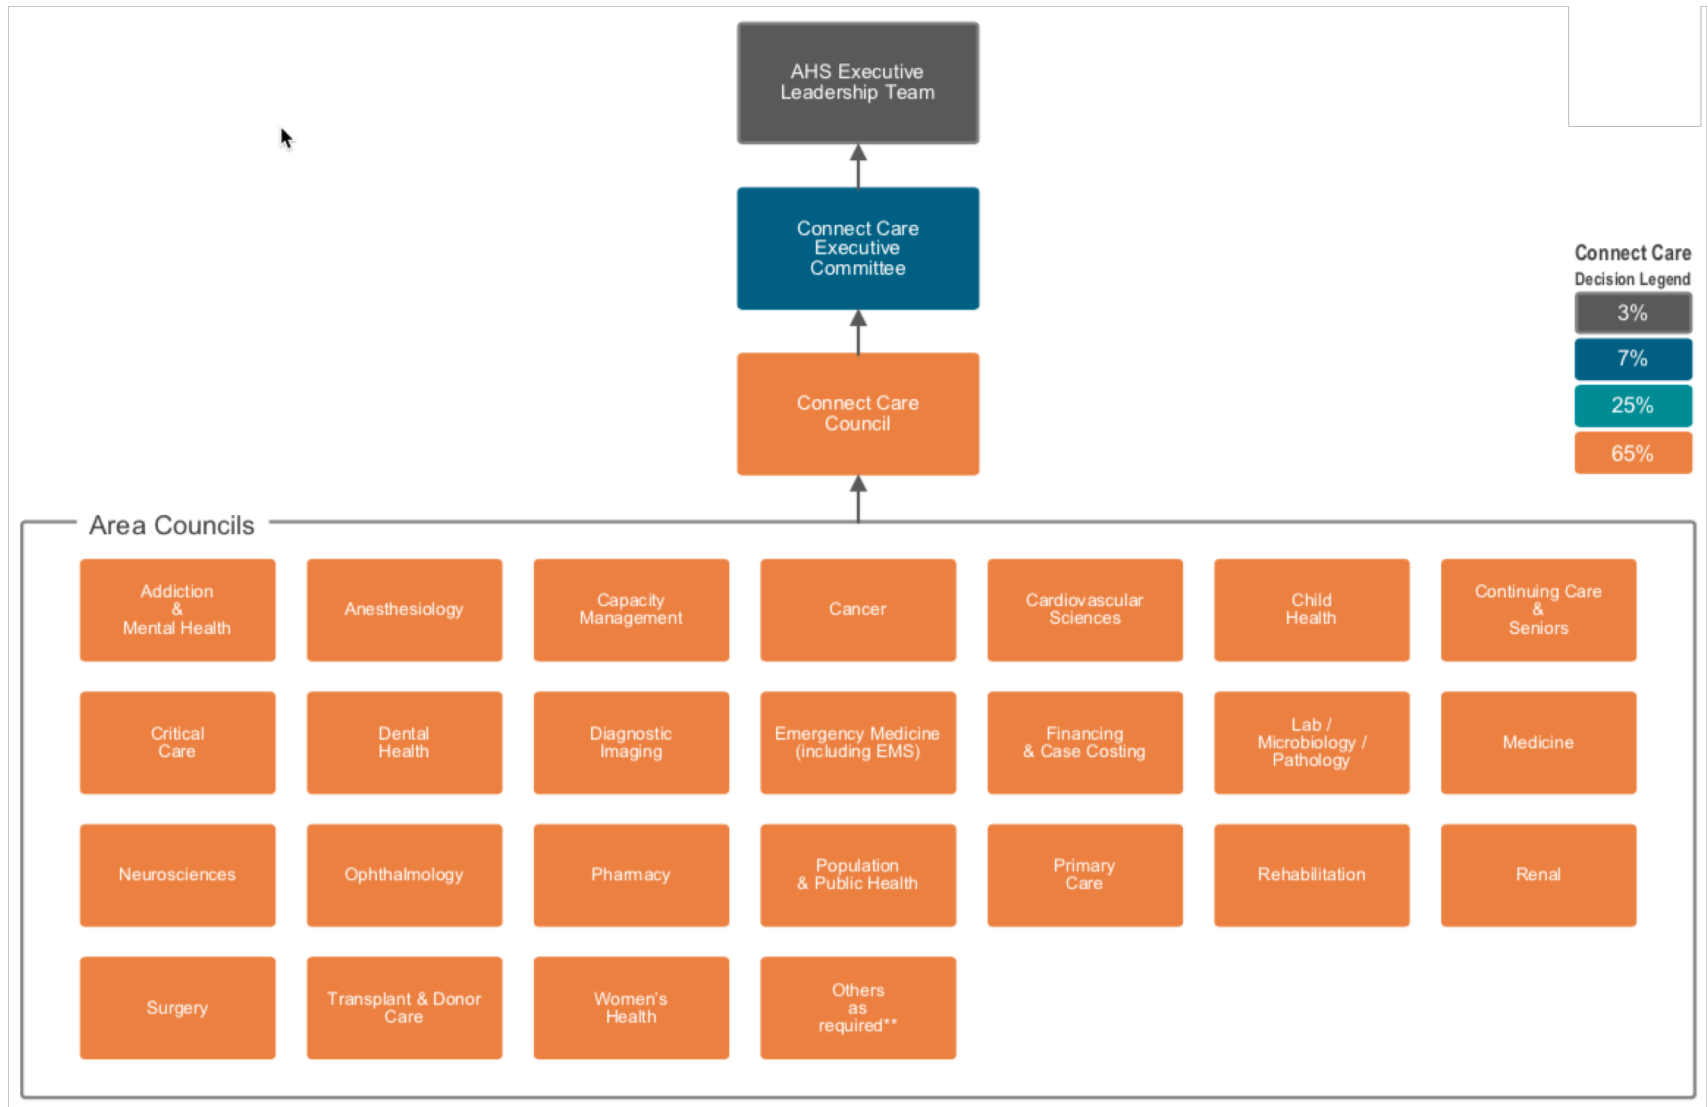 AHS Executive
Leadership Team
Connect Care
Executive
Committee
Connect Care
Council
Connect Care
Decision Legend
3%
7%
25%
65%
Area Councils
Addiction
&
Mental Health
Anesthesiology
Capacity
Management
Cancer
Cardiovascular
Sciences
Child
Health
Continuing Care
&
Seniors
Critical
Care
Dental
Health
Diagnostic
Imaging
Emergency Medicine
(including EMS)
Financing
& Case Costing
Lab /
Microbiology /
Pathology
Medicine
Neurosciences
Ophthalmology
Pharmacy
Population
& Public Health
Primary
Care
Rehabilitation
Renal
Surgery
Transplant & Donor
Care
Women's
Health
Others
as
required**